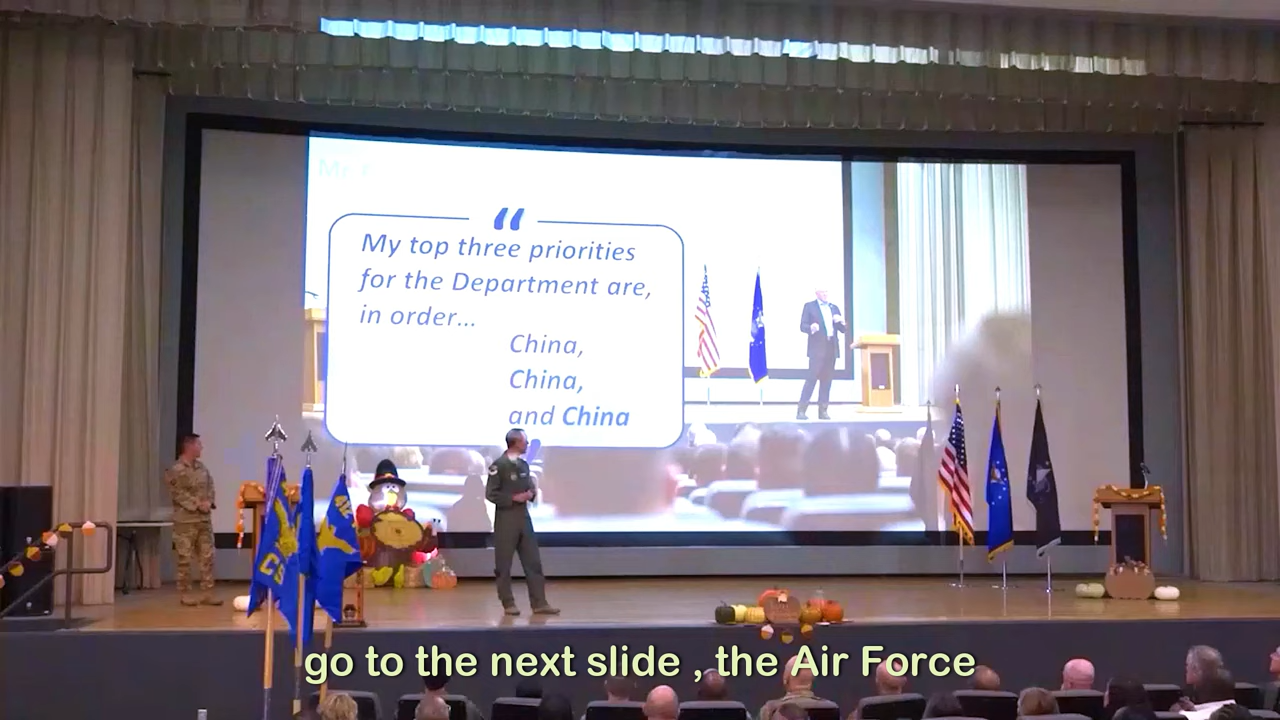 “
My top three priorities
for the Department are,
in order...
China,
China,
and China
go to the next slide , the Air Force